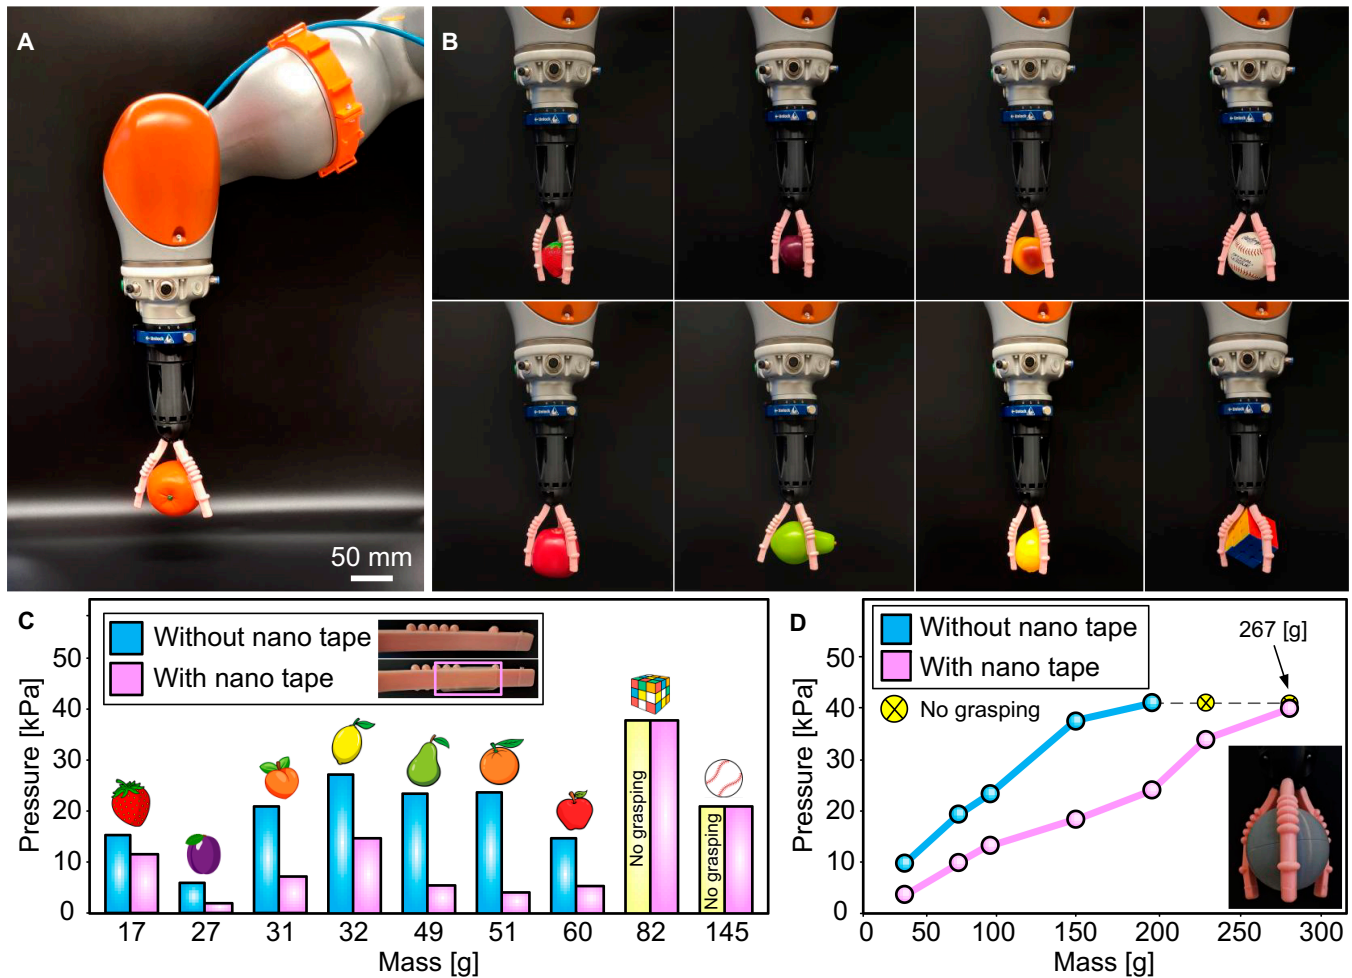 A
50 mm
B
C
Without nano tape
With nano tape
Pressure [kPa]
50
40
30
20
10
0
No grasping
No grasping
17 27 31 32 49 51 60 82 145
Mass [g]
D
Without nano tape
With nano tape
No grasping
267 [g]
Pressure [kPa]
50
40
30
20
10
0
0 50 100 150 200 250 300
Mass [g]